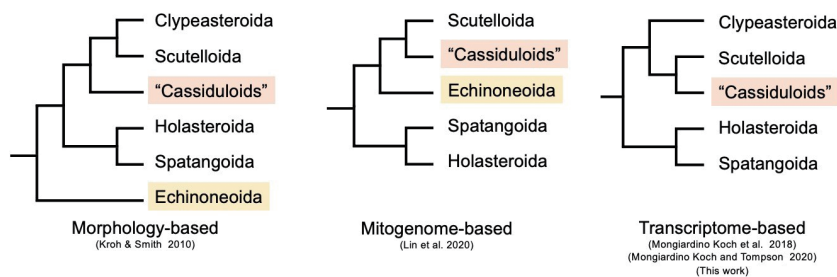 Clypeasteroida
Scutelloida
“Cassiduloids”
Holasteroida
Spatangoida
Echinoneoida
Morphology-based
(Kroh & Smith 2010)
Scutelloida
“Cassiduloids”
Echinoneoida
Spatangoida
Holasteroida
Mitogenome-based
(Lin et al. 2020)
Clypeasteroida
Scutelloida
“Cassiduloids”
Holasteroida
Spatangoida
Transcriptome-based
(Mongiardino Koch et al. 2018)
(Mongiardino Koch and Tompson 2020)
(This work)